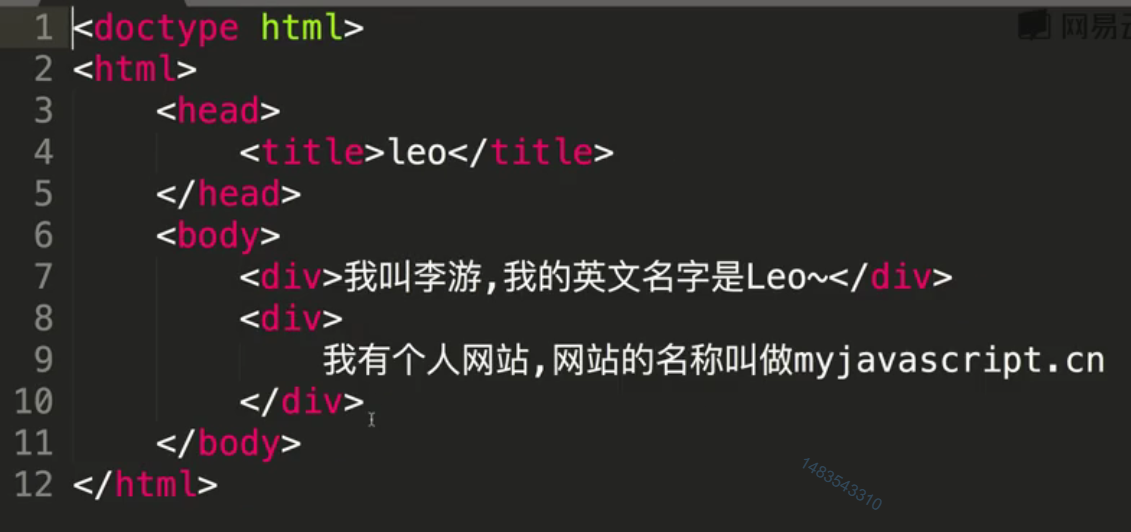 网易云
1 <doctype html>
2 <html>
3 <head>
4 <title>leo</title>
5 </head>
6 <body>
7 <div>我叫李游,我的英文名字是Leo~</div>
8 <div>
9 我有个人网站,网站的名称叫做myjavascript.cn
10 </div>
11 </body>
12 </html>
1483543310